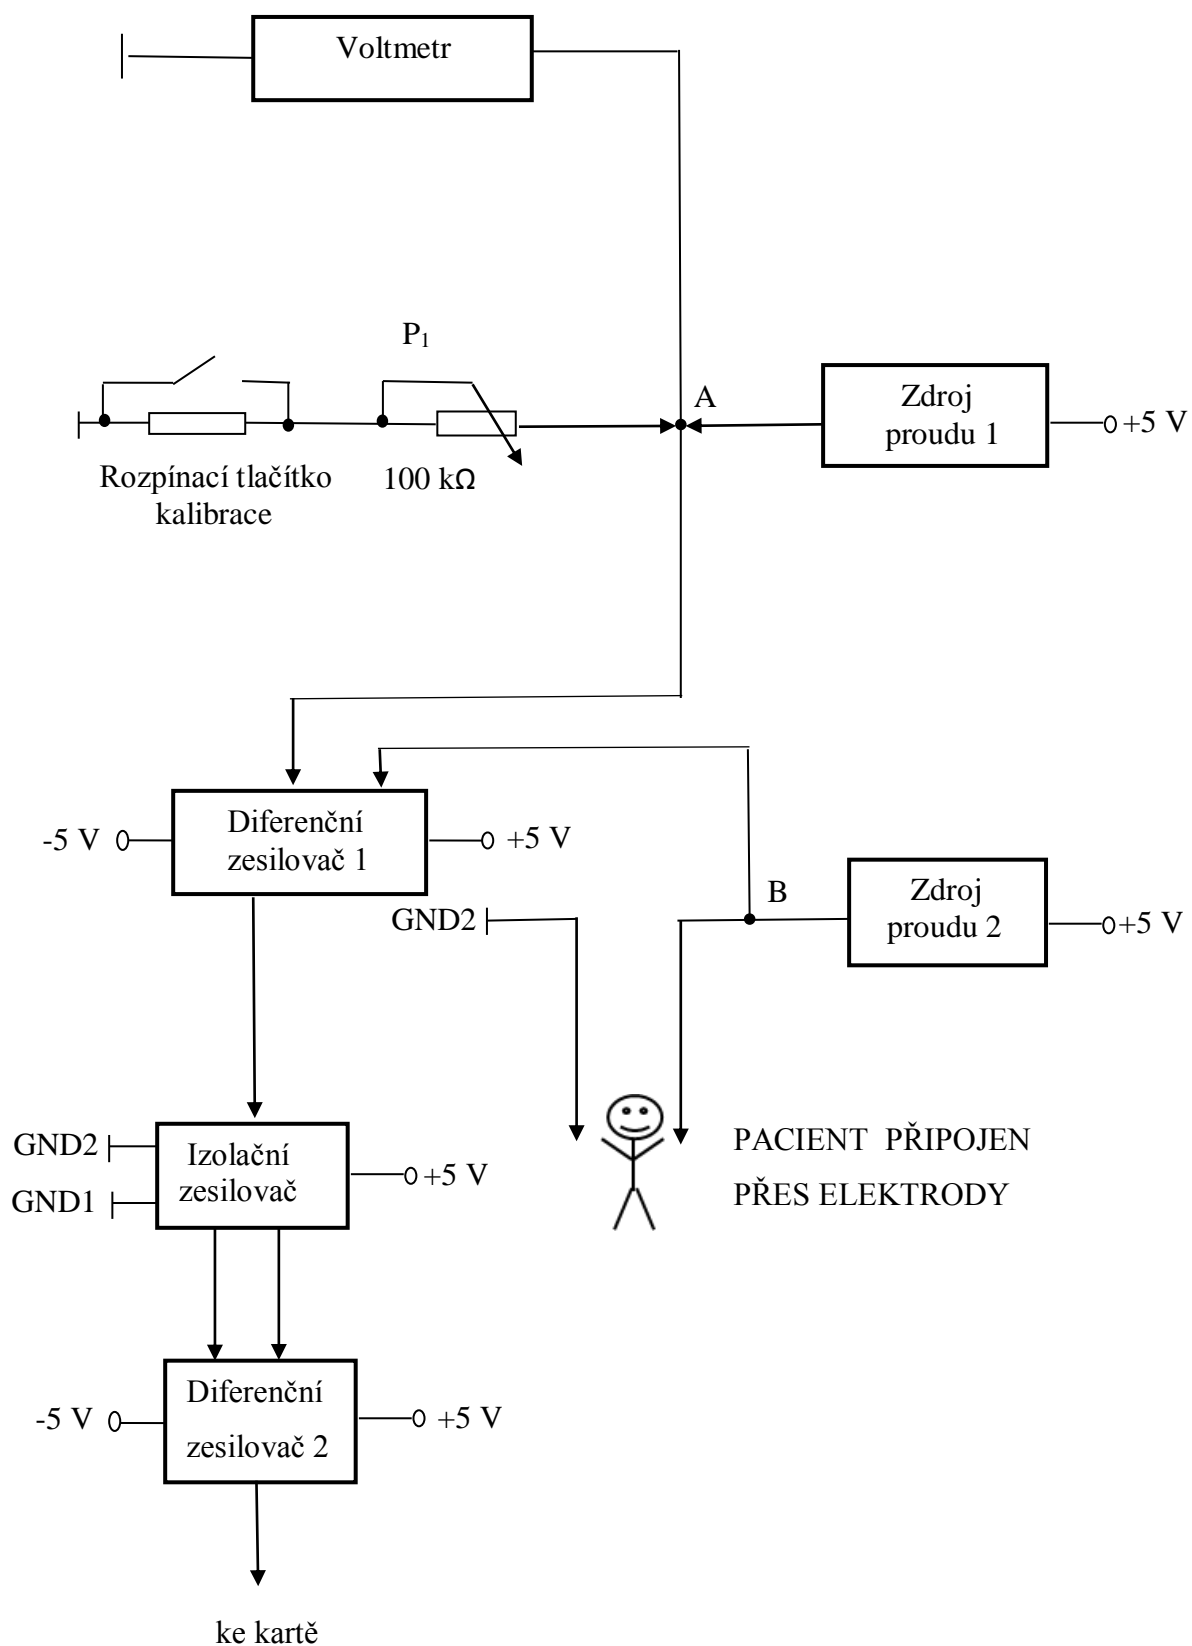 Voltmetr
P1
A
Zdroj
proudu 1
+5 V
Rozpínací tlačítko
kalibrace
100 kΩ
Diferenční
zesilovač 1
-5 V
+5 V
B
Zdroj
proudu 2
+5 V
GND2
PACIENT PŘIPOJEN
PŘES ELEKTRODY
GND2
GND1
Izolační
zesilovač
+5 V
Diferenční
zesilovač 2
-5 V
+5 V
ke kartě